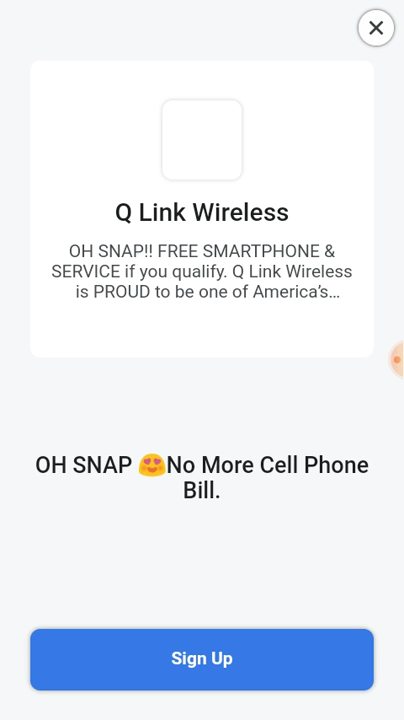 Q Link Wireless
OH SNAP!! FREE SMARTPHONE &
SERVICE if you qualify. Q Link Wireless
is PROUD to be one of America's...
OH SNAP 😍No More Cell Phone
Bill.
Sign Up